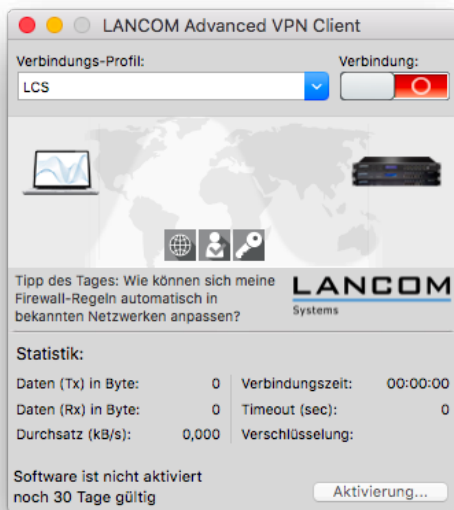 LANCOM Advanced VPN Client
Verbindungs-Profil:
Verbindung:
LCS
Tipp des Tages: Wie können sich meine
Firewall-Regeln automatisch in
bekannten Netzwerken anpassen?
LANCOM
Systems
Statistik:
Daten (Tx) in Byte: 0 Verbindungszeit: 00:00:00
Daten (Rx) in Byte: 0 Timeout (sec): 0
Durchsatz (kB/s): 0,000 Verschlüsselung:
Software ist nicht aktiviert
noch 30 Tage gültig
Aktivierung...